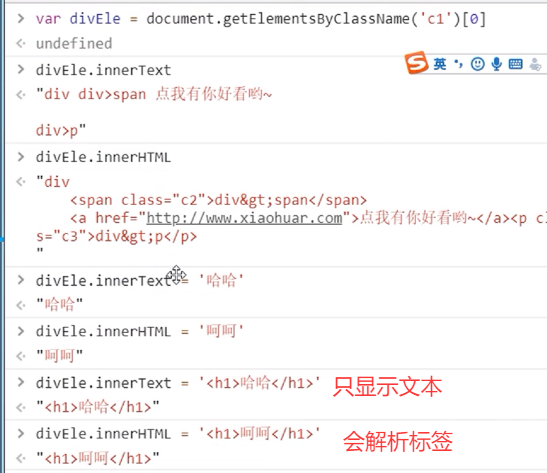 > var divEle = document.getElementsByClassName('c1')[0]
< undefined
> divEle.innerText
< "div div>span 点我有你好看哟~
div>p"
> divEle.innerHTML
< "div
<span class="c2">div&gt;span</span>
<a href="http://www.xiaohuar.com">点我有你好看哟~</a><p cl
s="c3">div&gt;p</p>
"
> divEle.innerText = '哈哈'
< "哈哈"
> divEle.innerHTML = '呵呵'
< "呵呵"
> divEle.innerText = '<h1>哈哈</h1>' 只显示文本
< "<h1>哈哈</h1>"
> divEle.innerHTML = '<h1>呵呵</h1>' 会解析标签
< "<h1>呵呵</h1>"
S 英